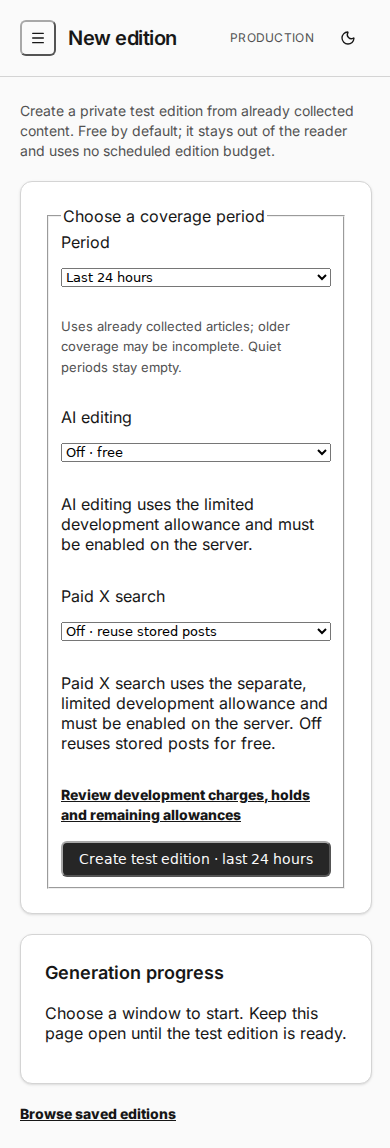 New edition
PRODUCTION
Create a private test edition from already collected
content. Free by default; it stays out of the reader
and uses no scheduled edition budget.
Choose a coverage period
Period
Last 24 hours
Uses already collected articles; older
coverage may be incomplete. Quiet
periods stay empty.
AI editing
Off · free
AI editing uses the limited
development allowance and must
be enabled on the server.
Paid X search
Off · reuse stored posts
Paid X search uses the separate,
limited development allowance and
must be enabled on the server. Off
reuses stored posts for free.
Review development charges, holds
and remaining allowances
Create test edition · last 24 hours
Generation progress
Choose a window to start. Keep this
page open until the test edition is ready.
Browse saved editions